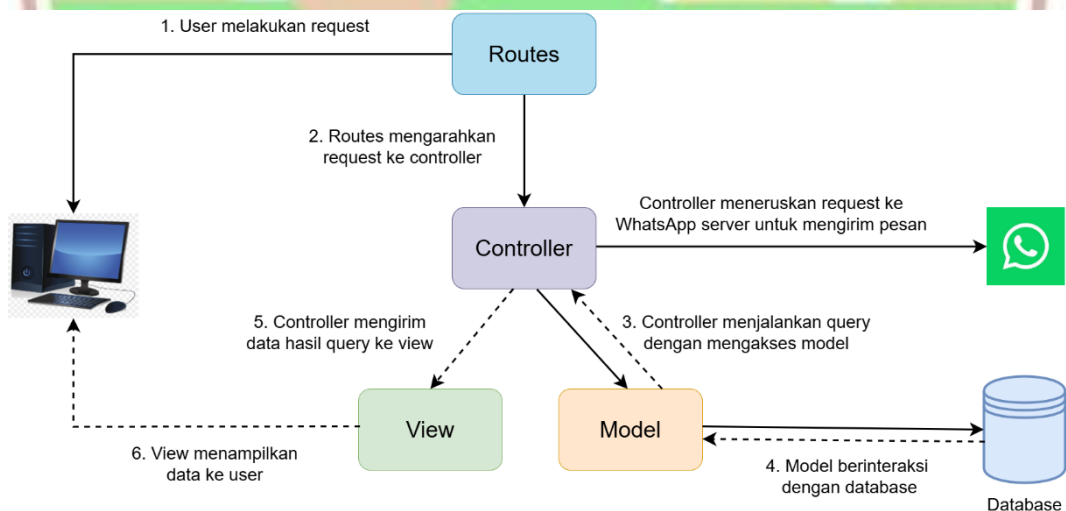 1. User melakukan request
Routes
2. Routes mengarahkan
request ke controller
Controller meneruskan request ke
WhatsApp server untuk mengirim pesan
Controller
5. Controller mengirim
data hasil query ke view
3. Controller menjalankan query
dengan mengakses model
View
Model
6. View menampilkan
data ke user
4. Model berinteraksi
dengan database
Database